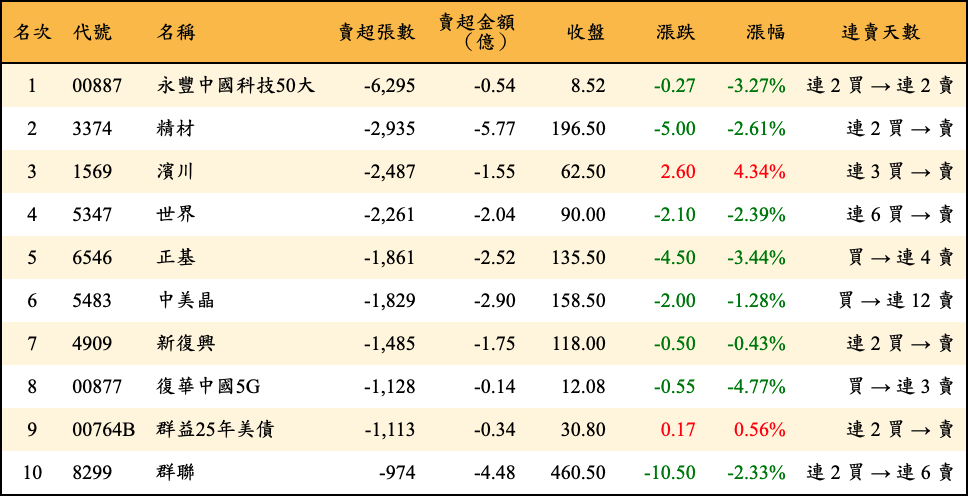 名次 代號 名稱 賣超張數 賣超金額（億） 收盤 漲跌 漲幅 連賣天數
1 00887 永豐中國科技50大 -6,295 -0.54 8.52 -0.27 -3.27% 連 2 買 → 連 2 賣
2 3374 精材 -2,935 -5.77 196.50 -5.00 -2.61% 連 2 買 → 賣
3 1569 濱川 -2,487 -1.55 62.50 2.60 4.34% 連 3 買 → 賣
4 5347 世界 -2,261 -2.04 90.00 -2.10 -2.39% 連 6 買 → 賣
5 6546 正基 -1,861 -2.52 135.50 -4.50 -3.44% 買 → 連 4 賣
6 5483 中美晶 -1,829 -2.90 158.50 -2.00 -1.28% 買 → 連 12 賣
7 4909 新復興 -1,485 -1.75 118.00 -0.50 -0.43% 連 2 買 → 賣
8 00877 復華中國5G -1,128 -0.14 12.08 -0.55 -4.77% 買 → 連 3 賣
9 00764B 群益25年美債 -1,113 -0.34 30.80 0.17 0.56% 連 2 買 → 賣
10 8299 群聯 -974 -4.48 460.50 -10.50 -2.33% 連 2 買 → 連 6 賣